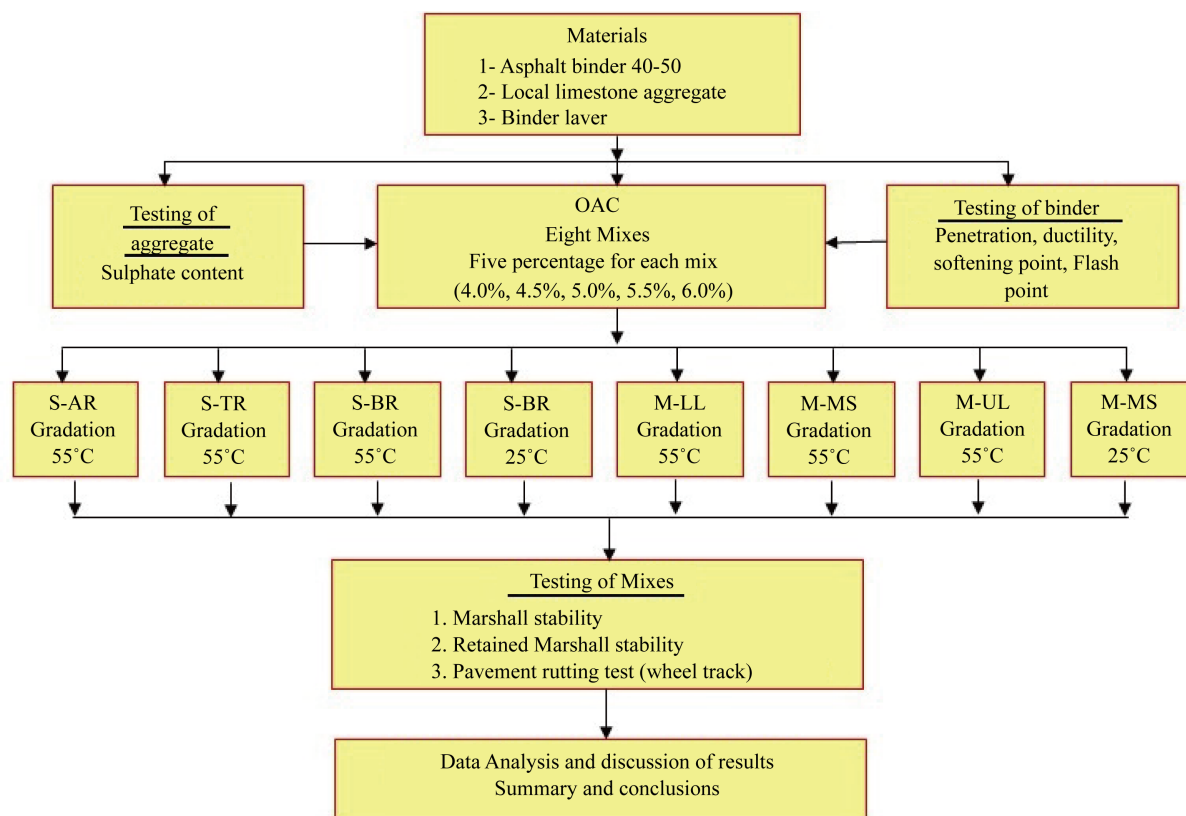 Materials
1- Asphalt binder 40-50
2- Local limestone aggregate
3- Binder laver
Testing of
aggregate
Sulphate content
OAC
Eight Mixes
Five percentage for each mix
(4.0%, 4.5%, 5.0%, 5.5%, 6.0%)
Testing of binder
Penetration, ductility,
softening point, Flash
point
S-AR
Gradation
55˚C
S-TR
Gradation
55˚C
S-BR
Gradation
55˚C
S-BR
Gradation
25˚C
M-LL
Gradation
55˚C
M-MS
Gradation
55˚C
M-UL
Gradation
55˚C
M-MS
Gradation
25˚C
Testing of Mixes
1. Marshall stability
2. Retained Marshall stability
3. Pavement rutting test (wheel track)
Data Analysis and discussion of results
Summary and conclusions